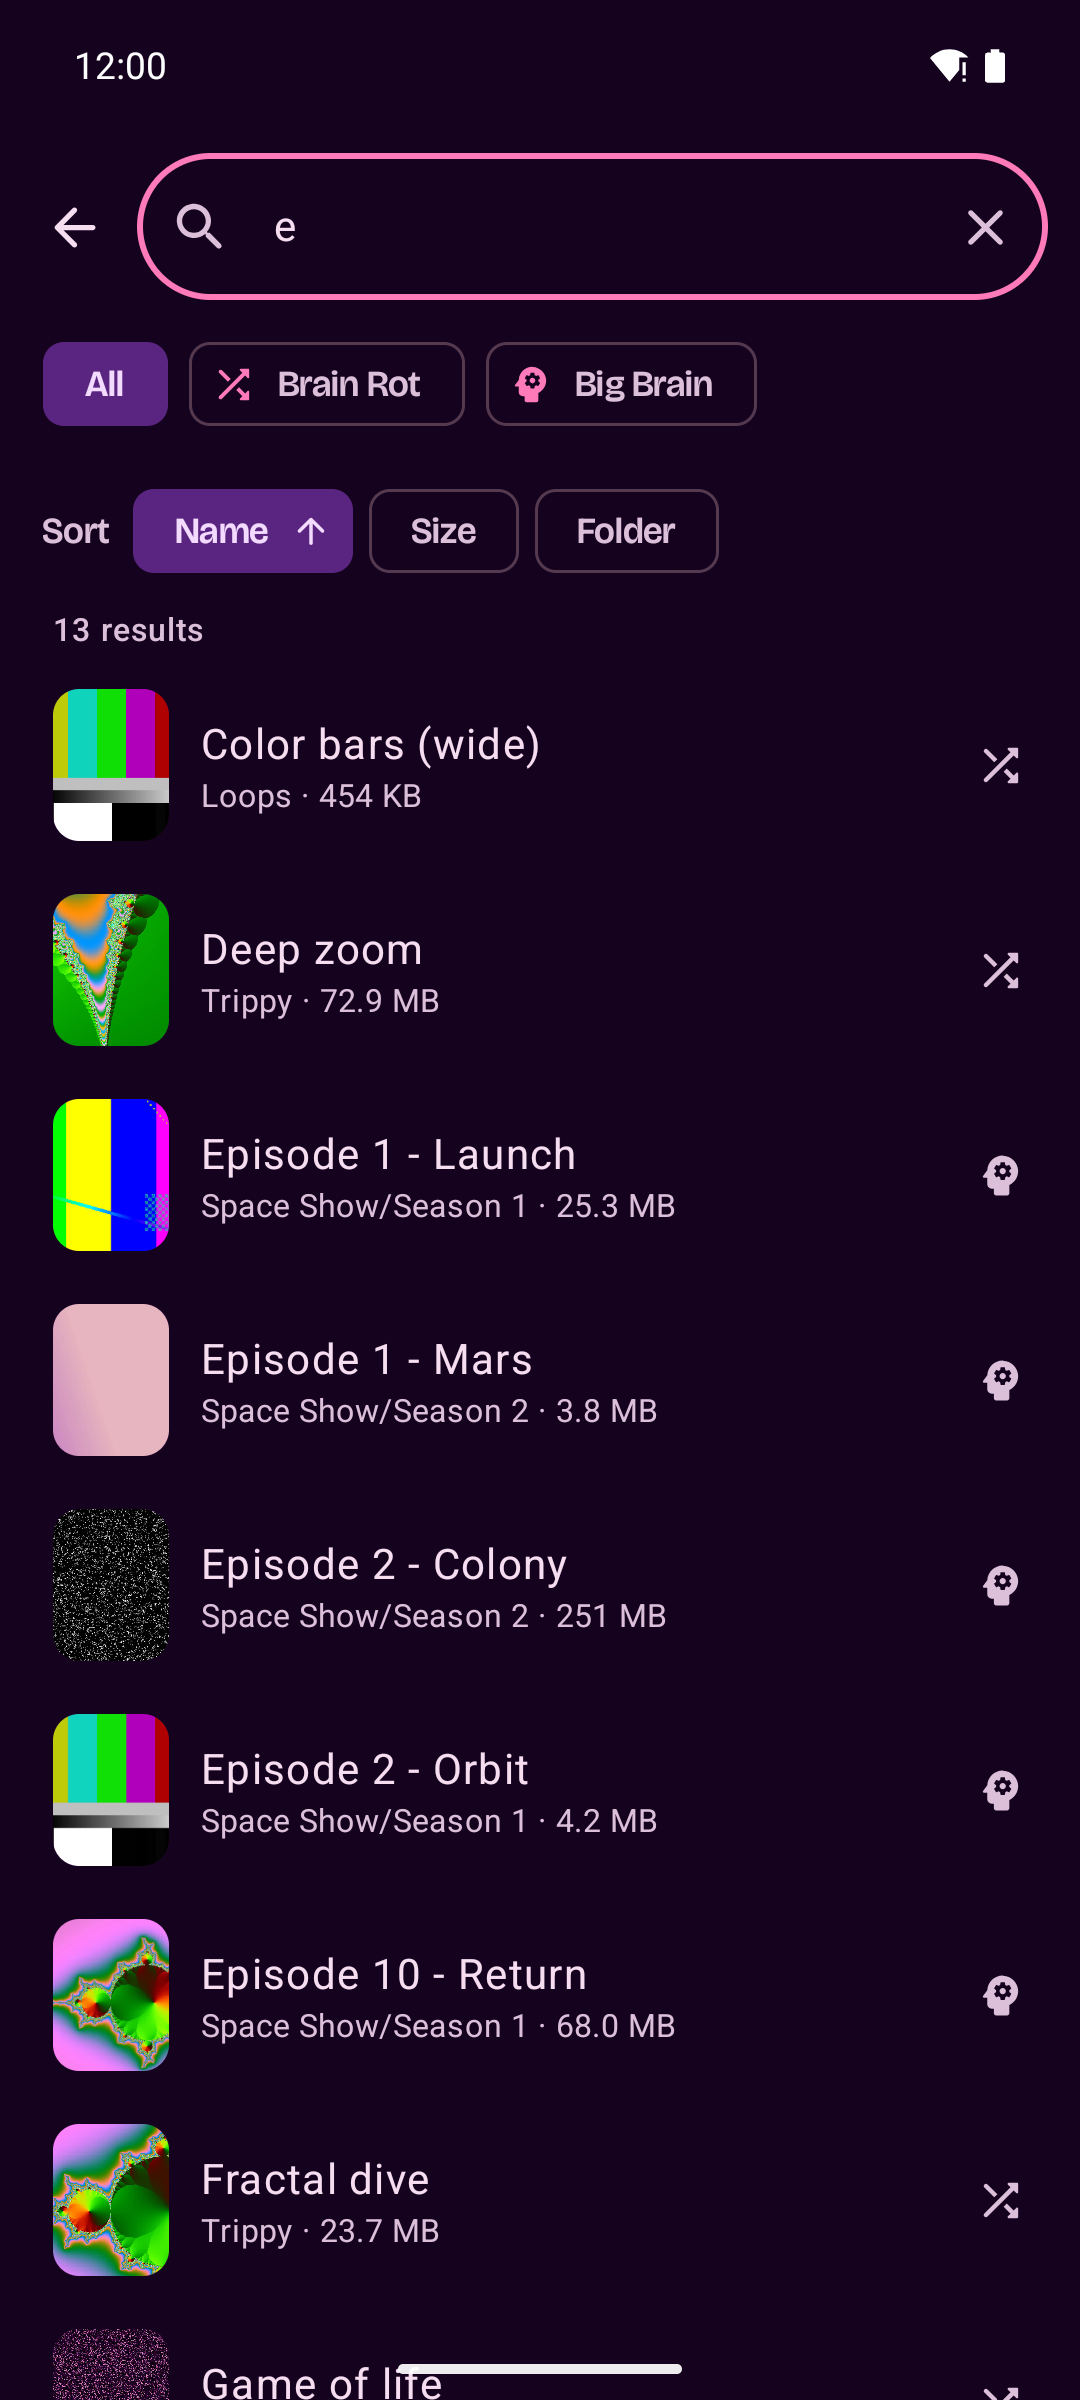 12:00
e
All
Brain Rot
Big Brain
Sort
Name
Size
Folder
13 results
Color bars (wide)
Loops · 454 KB
Deep zoom
Trippy · 72.9 MB
Episode 1 - Launch
Space Show/Season 1 · 25.3 MB
Episode 1 - Mars
Space Show/Season 2 · 3.8 MB
Episode 2 - Colony
Space Show/Season 2 · 251 MB
Episode 2 - Orbit
Space Show/Season 1 · 4.2 MB
Episode 10 - Return
Space Show/Season 1 · 68.0 MB
Fractal dive
Trippy · 23.7 MB
Game of life